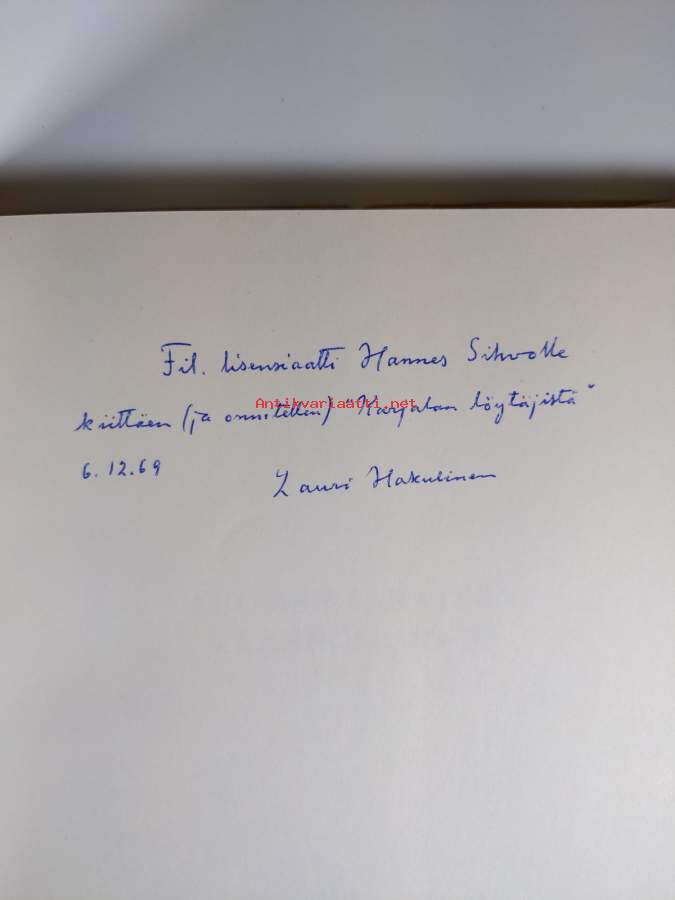 Fil. lisensiaatti Hannes Sihvolle
kiittäen (ja onnitellen) "Karjalan löytäjistä"
Antikvariaatti.net
6.12.69
Lauri Hakulinen